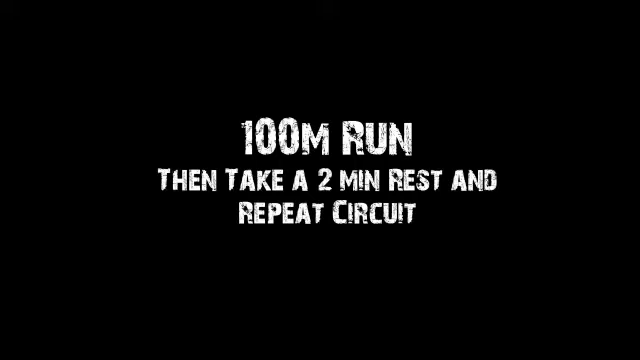 100m Run
Then Take a 2 min Rest and
Repeat Circuit